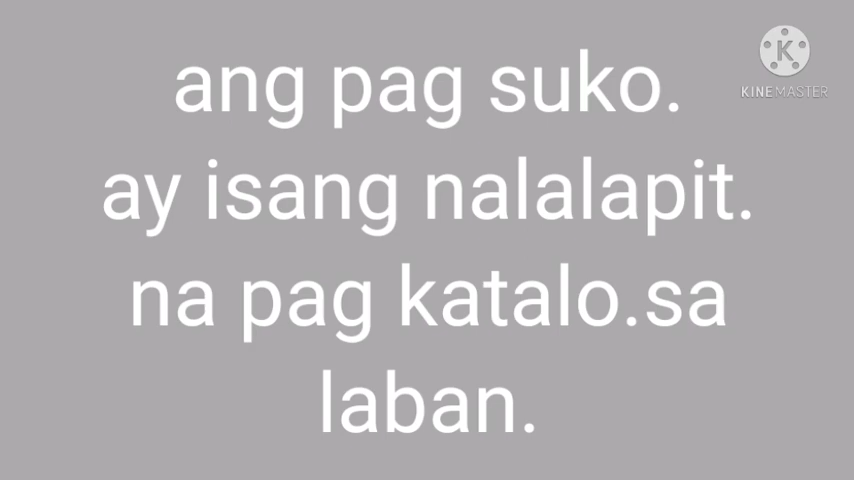 ang pag suko.
ay isang nalalapit.
na pag katalo.sa
laban.
KINEMASTER